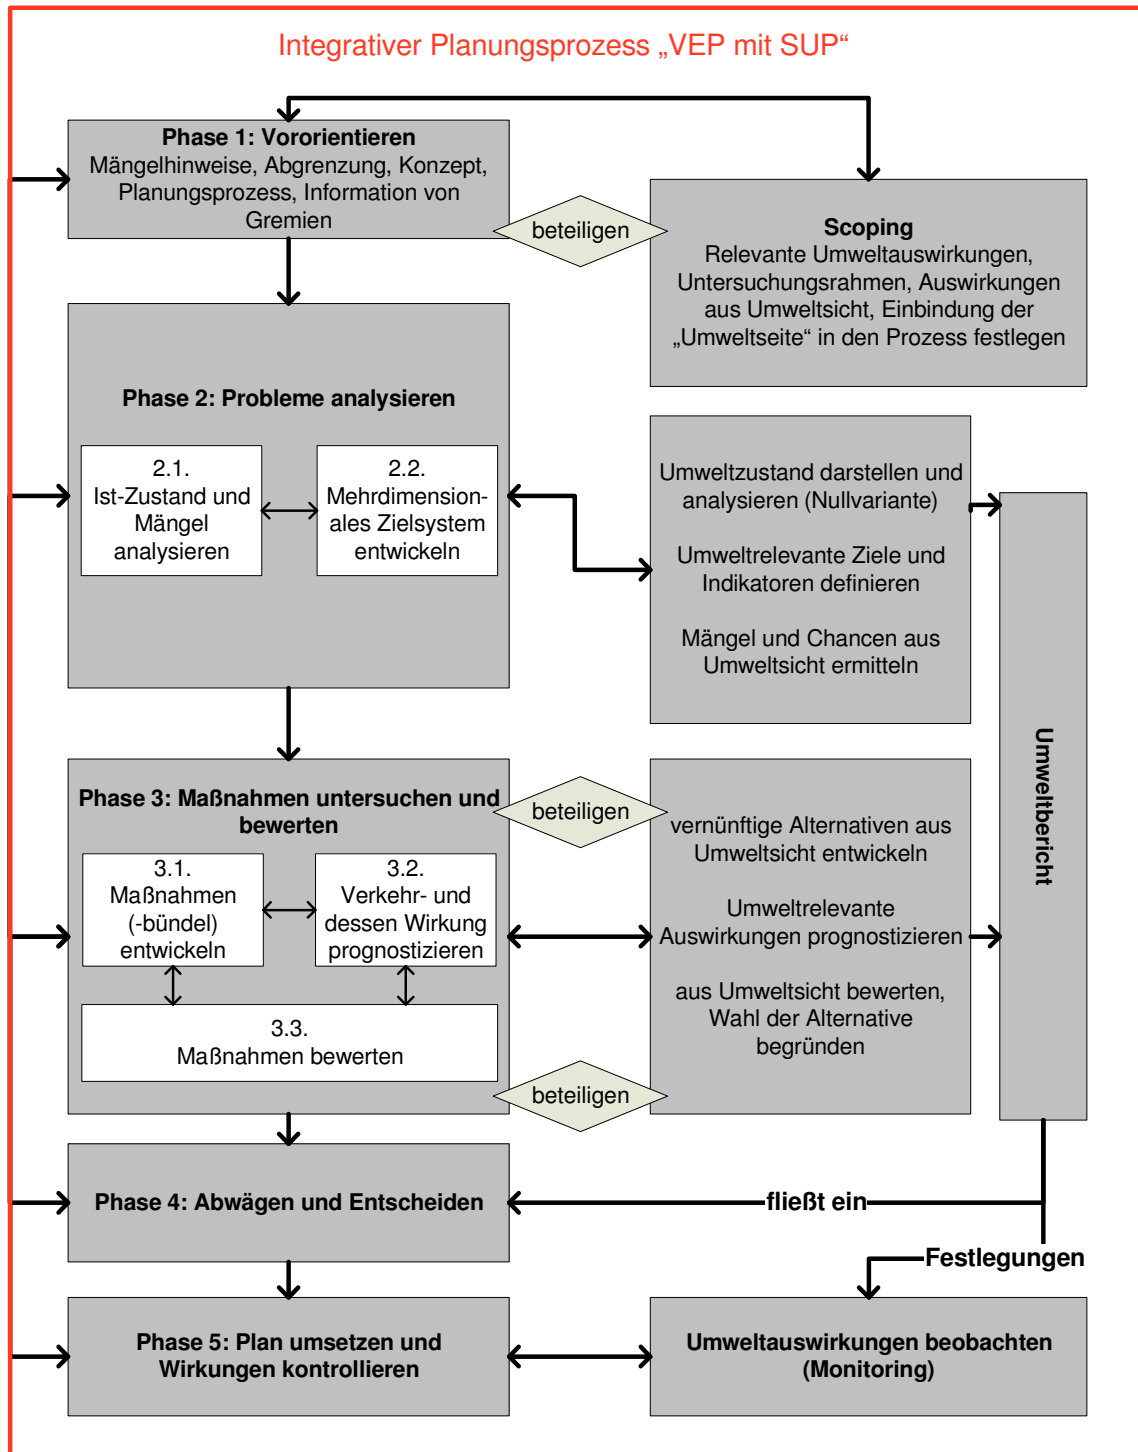 Integrativer Planungsprozess „VEP mit SUP“
Phase 1: Vororientieren
Mängelhinweise, Abgrenzung, Konzept,
Planungsprozess, Information von
Gremien
beteiligen
Scoping
Relevante Umweltauswirkungen,
Untersuchungsrahmen, Auswirkungen
aus Umweltsicht, Einbindung der
„Umweltseite“ in den Prozess festlegen
Phase 2: Probleme analysieren
2.1.
Ist-Zustand und
Mängel
analysieren
2.2.
Mehrdimension-
ales Zielsystem
entwickeln
Umweltzustand darstellen und
analysieren (Nullvariante)
Umweltrelevante Ziele und
Indikatoren definieren
Mängel und Chancen aus
Umweltsicht ermitteln
Umweltbericht
Phase 3: Maßnahmen untersuchen und
bewerten
beteiligen
3.1.
Maßnahmen
(-bündel)
entwickeln
3.2.
Verkehr- und
dessen Wirkung
prognostizieren
3.3.
Maßnahmen bewerten
vernünftige Alternativen aus
Umweltsicht entwickeln
Umweltrelevante
Auswirkungen prognostizieren
aus Umweltsicht bewerten,
Wahl der Alternative
begründen
beteiligen
Phase 4: Abwägen und Entscheiden
fließt ein
Festlegungen
Phase 5: Plan umsetzen und
Wirkungen kontrollieren
Umweltauswirkungen beobachten
(Monitoring)